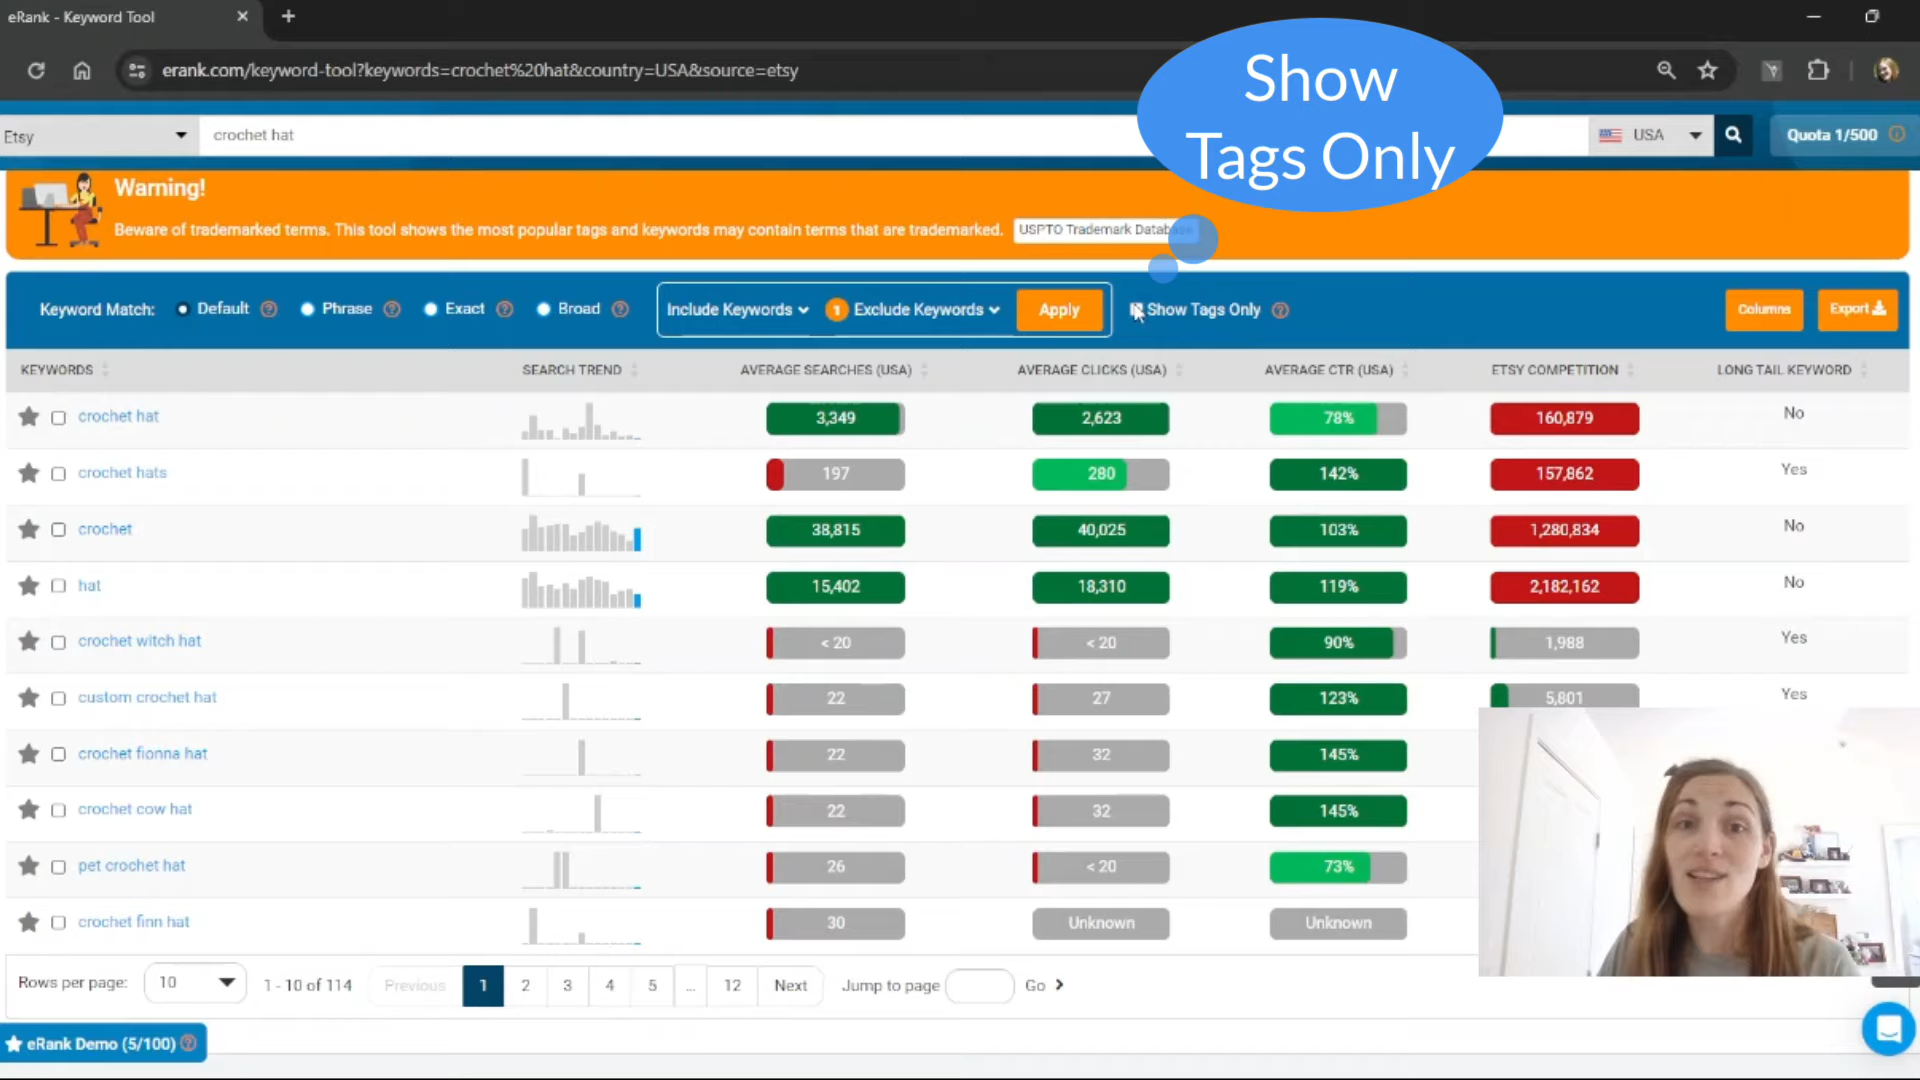 eRank - Keyword Tool
erank.com/keyword-tool?keywords=crochet%20hat&country=USA&source=etsy
Show
Tags Only
Etsy
crochet hat
USA
Quota 1/500
Warning!
Beware of trademarked terms. This tool shows the most popular tags and keywords may contain terms that are trademarked.
USPTO Trademark Database
Keyword Match:
Default
Phrase
Exact
Broad
Include Keywords
1
Exclude Keywords
Apply
Show Tags Only
Columns
Export
KEYWORDS SEARCH TREND AVERAGE SEARCHES (USA) AVERAGE CLICKS (USA) AVERAGE CTR (USA) ETSY COMPETITION LONG TAIL KEYWORD
crochet hat 3,349 2,623 78% 160,879 No
crochet hats 197 280 142% 157,862 Yes
crochet 38,815 40,025 103% 1,280,834 No
hat 15,402 18,310 119% 2,182,162 No
crochet witch hat < 20 < 20 90% 1,988 Yes
custom crochet hat 22 27 123% 5,801 Yes
crochet fionna hat 22 32 145%
crochet cow hat 22 32 145%
pet crochet hat 26 < 20 73%
crochet finn hat 30 Unknown Unknown
Rows per page: 10 1 - 10 of 114 Previous 1 2 3 4 5 ... 12 Next Jump to page Go
eRank Demo (5/100)